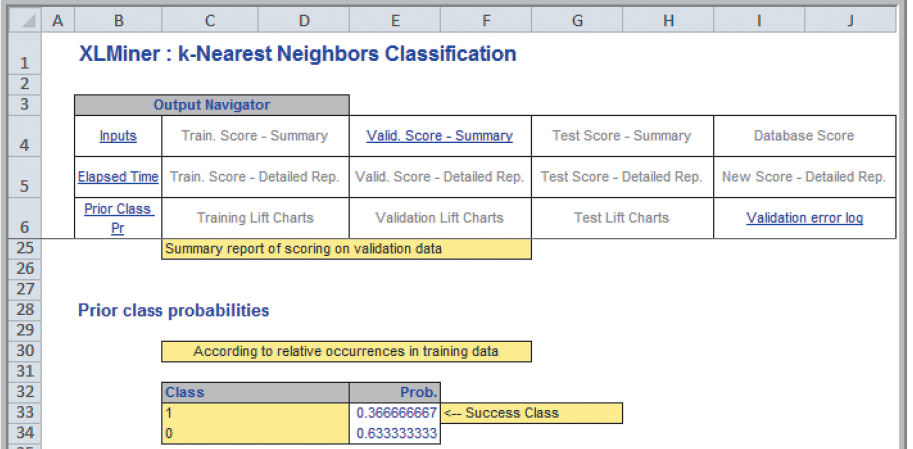 A B C D E F G H I J
1 XLMiner : k-Nearest Neighbors Classification
2
3 Output Navigator
4 Inputs Train. Score - Summary Valid. Score - Summary Test Score - Summary Database Score
5 Elapsed Time Train. Score - Detailed Rep. Valid. Score - Detailed Rep. Test Score - Detailed Rep. New Score - Detailed Rep.
Prior Class
6 Pr Training Lift Charts Validation Lift Charts Test Lift Charts Validation error log
25 Summary report of scoring on validation data
26
27
28 Prior class probabilities
29
30 According to relative occurrences in training data
31
32 Class Prob.
33 1 0.366666667 <-- Success Class
34 0 0.633333333